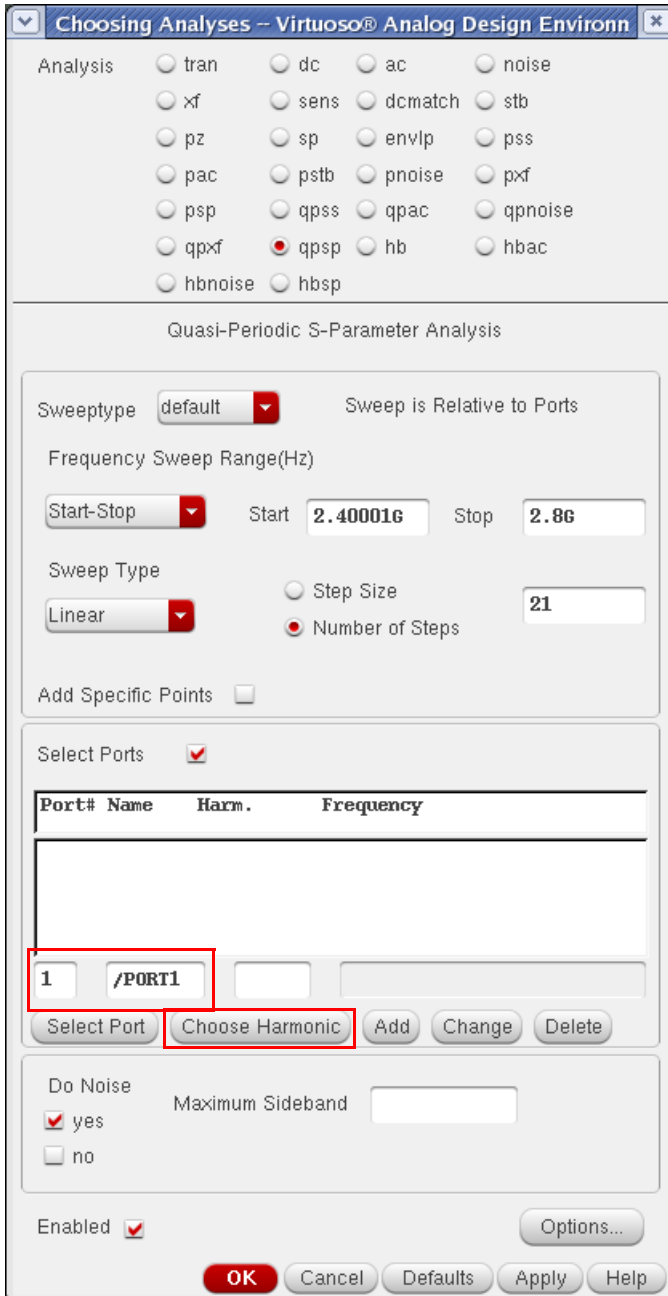 Choosing Analyses -- Virtuoso® Analog Design Environn
Analysis tran dc ac noise
xf sens dcmatch stb
pz sp envlp pss
pac pstb pnoise pxf
psp qpss qpac qpnoise
qpxf qpsp hb hbac
hbnoise hbsp
Quasi-Periodic S-Parameter Analysis
Sweeptype default Sweep is Relative to Ports
Frequency Sweep Range(Hz)
Start-Stop Start 2.40001G Stop 2.8G
Sweep Type
Linear
Step Size
Number of Steps
21
Add Specific Points
Select Ports
Port# Name Harm. Frequency
1 /PORT1
Select Port Choose Harmonic Add Change Delete
Do Noise
yes
no
Maximum Sideband
Enabled Options...
OK Cancel Defaults Apply Help